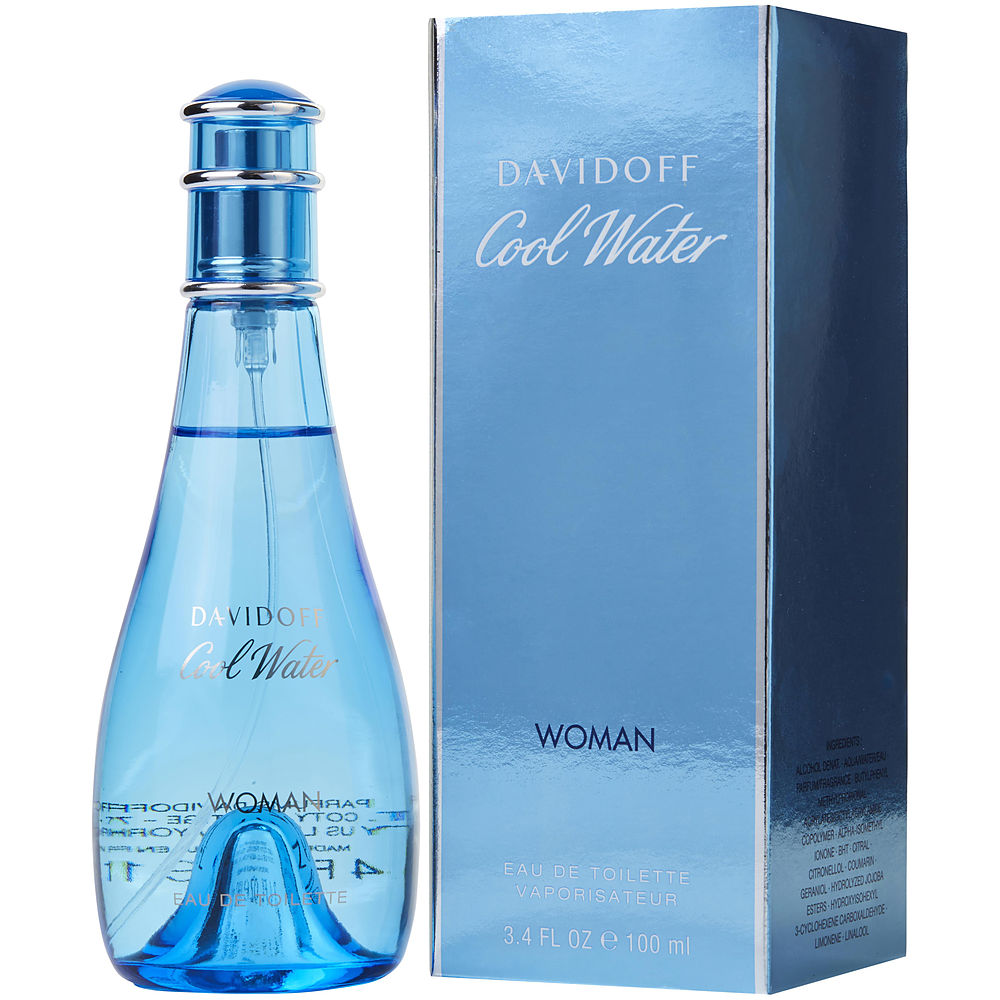 DAVIDOFF
Cool Water
WOMAN
EAU DE TOILETTE
DAVIDOFF
Cool Water
WOMAN
EAU DE TOILETTE
VAPORISATEUR
3.4 FL OZ e 100 ml
INGREDIENTS :
ALCOHOL DENAT - AQUA/WATER/EAU
PARFUM/FRAGRANCE - BUTYLPHENYL
METHYLPROPIONAL
COPOLYMER - ALPHA-ISOMETHYL
IONONE - BHT - CITRAL -
CITRONELLOL - COUMARIN -
GERANIOL - HYDROLYZED JOJOBA
ESTERS - HYDROXYISOHEXYL
3-CYCLOHEXENE CARBOXALDEHYDE -
LIMONENE - LINALOOL